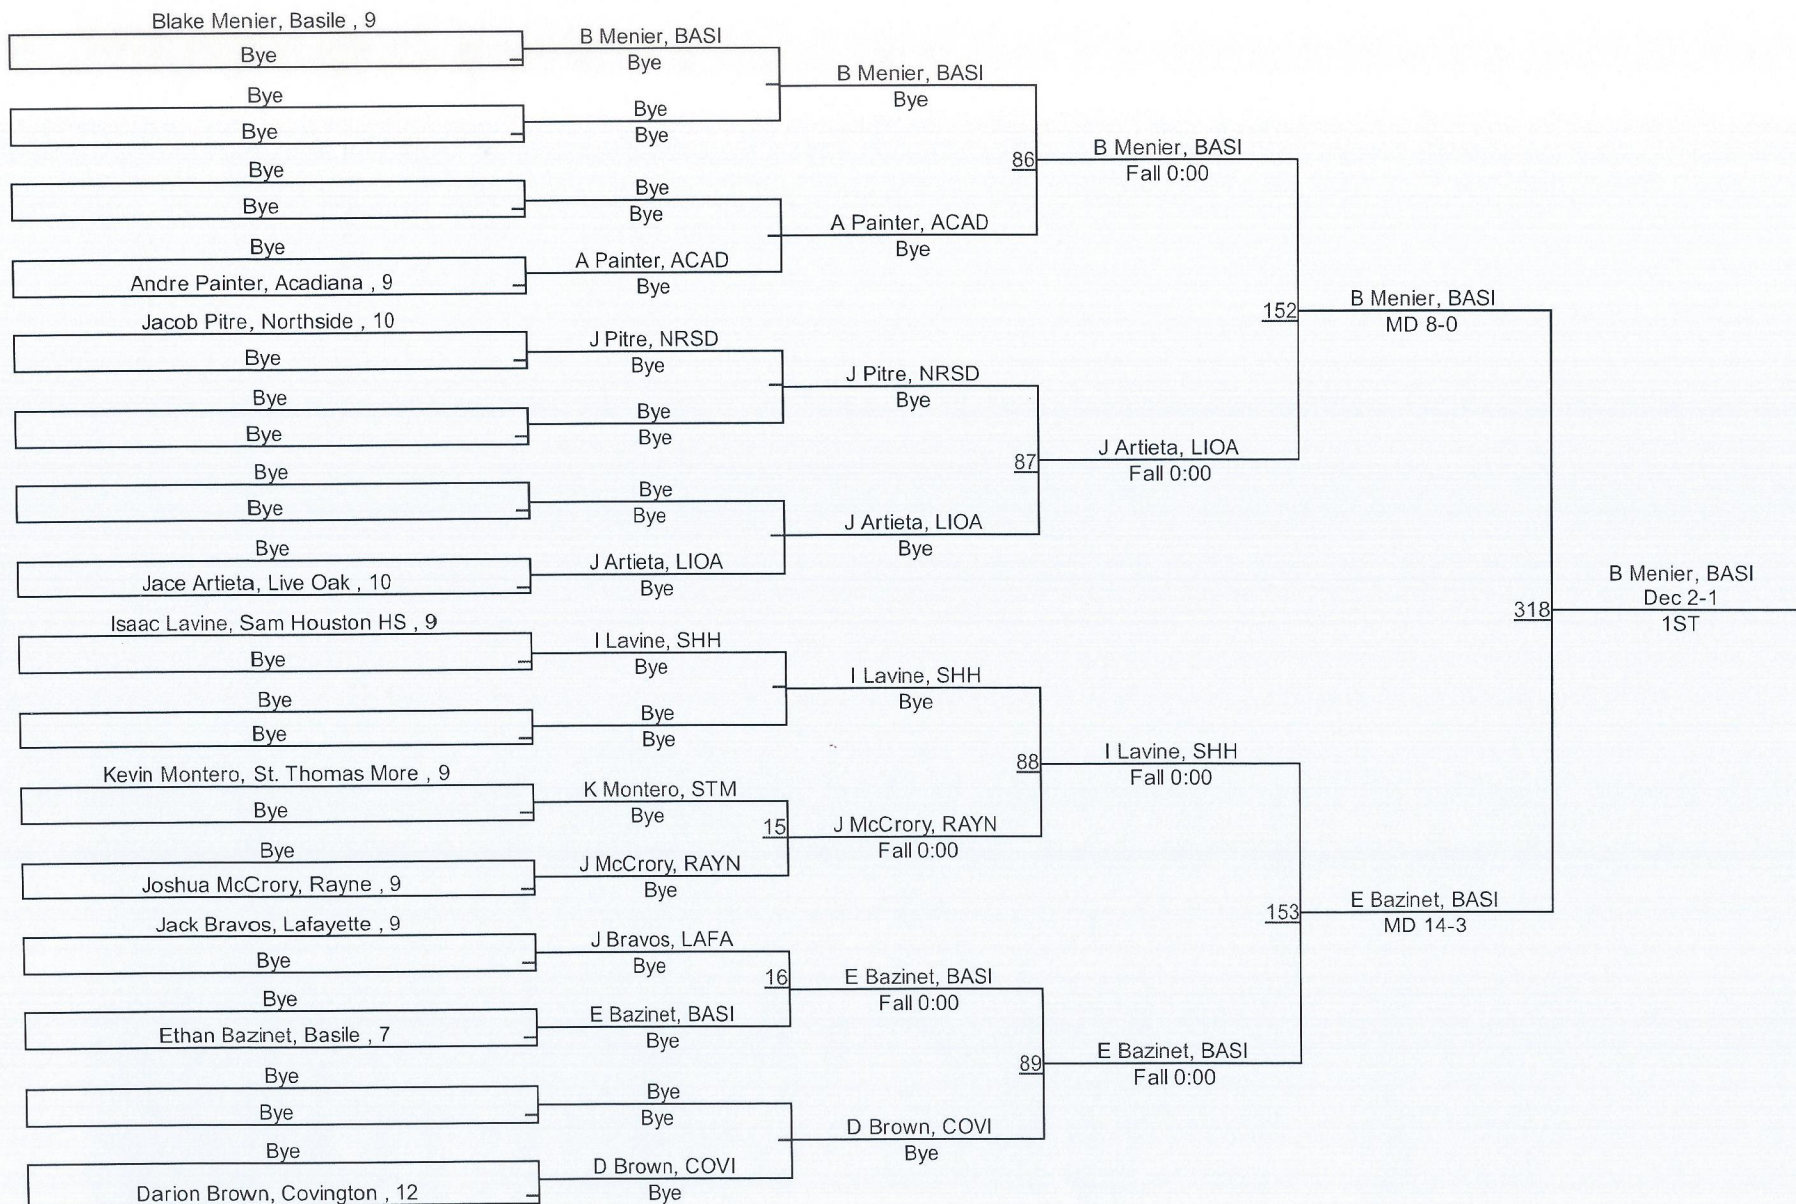 Blake Menier, Basile , 9
Bye
Bye
Bye
Bye
Bye
Bye
Andre Painter, Acadiana , 9
Jacob Pitre, Northside , 10
Bye
Bye
Bye
Bye
Bye
Bye
Jace Artieta, Live Oak , 10
Isaac Lavine, Sam Houston HS , 9
Bye
Bye
Bye
Kevin Montero, St. Thomas More , 9
Bye
Bye
Joshua McCrory, Rayne , 9
Jack Bravos, Lafayette , 9
Bye
Bye
Ethan Bazinet, Basile , 7
Bye
Bye
Bye
Darion Brown, Covington , 12
B Menier, BASI
Bye
Bye
Bye
Bye
Bye
A Painter, ACAD
Bye
J Pitre, NRSD
Bye
Bye
Bye
Bye
Bye
J Artieta, LIOA
Bye
I Lavine, SHH
Bye
Bye
Bye
K Montero, STM
Bye
15
J McCrory, RAYN
Bye
J Bravos, LAFA
Bye
16
E Bazinet, BASI
Bye
Bye
Bye
D Brown, COVI
Bye
B Menier, BASI
Bye
86
A Painter, ACAD
Bye
J Pitre, NRSD
Bye
87
J Artieta, LIOA
Bye
I Lavine, SHH
Bye
88
J McCrory, RAYN
Fall 0:00
E Bazinet, BASI
Fall 0:00
89
D Brown, COVI
Bye
B Menier, BASI
Fall 0:00
152
J Artieta, LIOA
Fall 0:00
I Lavine, SHH
Fall 0:00
153
E Bazinet, BASI
Fall 0:00
B Menier, BASI
MD 8-0
318
E Bazinet, BASI
MD 14-3
B Menier, BASI
Dec 2-1
1ST